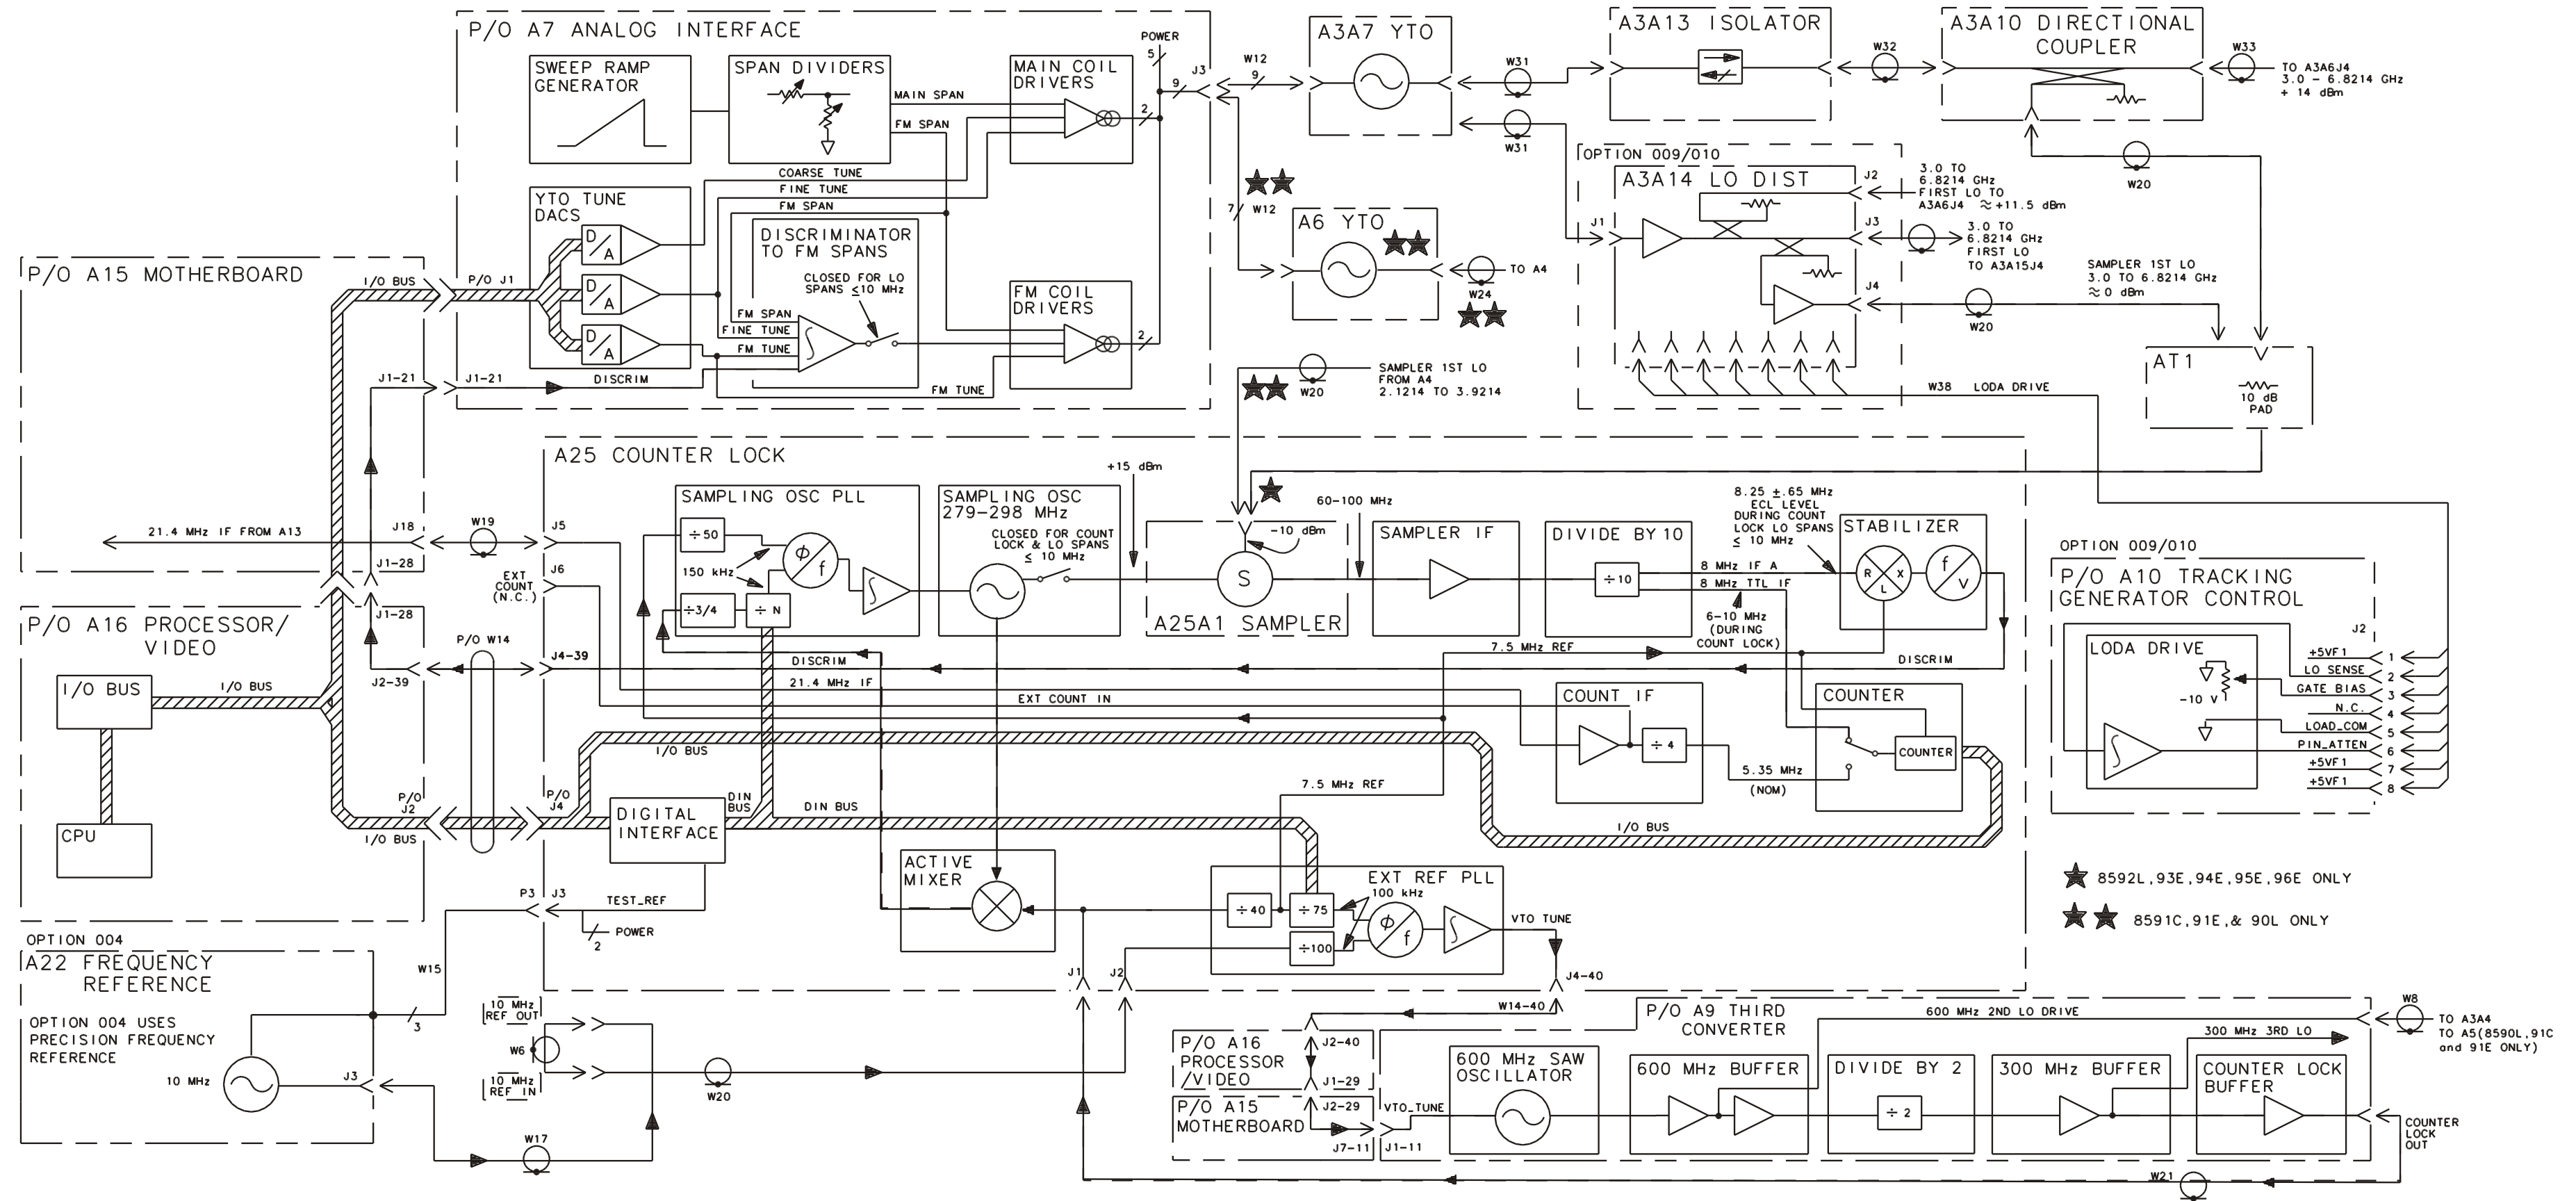 P/O A7 ANALOG INTERFACE
SWEEP RAMP
GENERATOR
SPAN DIVIDERS
MAIN COIL
DRIVERS
POWER
5
9
J3
MAIN SPAN
FM SPAN
2
COARSE TUNE
FINE TUNE
FM SPAN
YTO TUNE
DACS
D/A
D/A
D/A
DISCRIMINATOR
TO FM SPANS
CLOSED FOR LO
SPANS ≤10 MHz
FM SPAN
FINE TUNE
FM TUNE
FM COIL
DRIVERS
2
DISCRIM
FM TUNE
P/O J1
J1-21
W12
9
7
W12
A3A7 YTO
W31
W31
A3A13 ISOLATOR
W32
A3A10 DIRECTIONAL
COUPLER
W33
TO A3A6J4
3.0 - 6.8214 GHz
+ 14 dBm
W20
A6 YTO
TO A4
W24
OPTION 009/010
A3A14 LO DIST
J1
J2
J3
J4
3.0 TO
6.8214 GHz
FIRST LO TO
A3A6J4 ≈+11.5 dBm
3.0 TO
6.8214 GHz
FIRST LO
TO A3A15J4
SAMPLER 1ST LO
3.0 TO 6.8214 GHz
≈ 0 dBm
W20
W38 LODA DRIVE
AT1
10 dB
PAD
W20
SAMPLER 1ST LO
FROM A4
2.1214 TO 3.9214
P/O A15 MOTHERBOARD
I/O BUS
J1-21
21.4 MHz IF FROM A13
J18
J1-28
W19
P/O A16 PROCESSOR/
VIDEO
J1-28
I/O BUS
I/O BUS
CPU
J2-39
P/O W14
P/O
J2
I/O BUS
A25 COUNTER LOCK
J5
J6
EXT
COUNT
(N.C.)
J4-39
P/O
J4
SAMPLING OSC PLL
÷50
150 kHz
÷3/4
÷ N
ϕ/f
SAMPLING OSC
279-298 MHz
CLOSED FOR COUNT
LOCK & LO SPANS
≤ 10 MHz
+15 dBm
-10 dBm
S
A25A1 SAMPLER
60-100 MHz
SAMPLER IF
DIVIDE BY 10
÷10
8.25 ±.65 MHz
ECL LEVEL
DURING COUNT
LOCK LO SPANS
≤ 10 MHz
8 MHz IF A
8 MHz TTL IF
6-10 MHz
(DURING
COUNT LOCK)
STABILIZER
R
X
L
f/V
7.5 MHz REF
DISCRIM
DISCRIM
21.4 MHz IF
EXT COUNT IN
I/O BUS
COUNT IF
÷ 4
5.35 MHz
(NOM)
COUNTER
COUNTER
7.5 MHz REF
DIN
BUS
DIN BUS
DIGITAL
INTERFACE
I/O BUS
ACTIVE
MIXER
EXT REF PLL
÷40
÷75
÷100
100 kHz
ϕ/f
VTO TUNE
P3
J3
TEST_REF
2
POWER
J1
J2
J4-40
OPTION 009/010
P/O A10 TRACKING
GENERATOR CONTROL
LODA DRIVE
-10 V
J2
+5VF1 1
LO SENSE 2
GATE BIAS 3
N.C. 4
LOAD_COM 5
PIN_ATTEN 6
+5VF1 7
+5VF1 8
8592L,93E,94E,95E,96E ONLY
8591C,91E,& 90L ONLY
OPTION 004
A22 FREQUENCY
REFERENCE
OPTION 004 USES
PRECISION FREQUENCY
REFERENCE
10 MHz
J3
W15
3
W17
10 MHz
REF OUT
W6
10 MHz
REF IN
W20
W14-40
P/O A16
PROCESSOR
/VIDEO
J2-40
J1-29
P/O A15
MOTHERBOARD
J2-29
J7-11
J1-11
VTO_TUNE
P/O A9 THIRD
CONVERTER
600 MHz SAW
OSCILLATOR
600 MHz BUFFER
DIVIDE BY 2
÷ 2
300 MHz BUFFER
COUNTER LOCK
BUFFER
600 MHz 2ND LO DRIVE
300 MHz 3RD LO
W8
TO A3A4
TO A5(8590L,91C
and 91E ONLY)
COUNTER
LOCK
OUT
W21